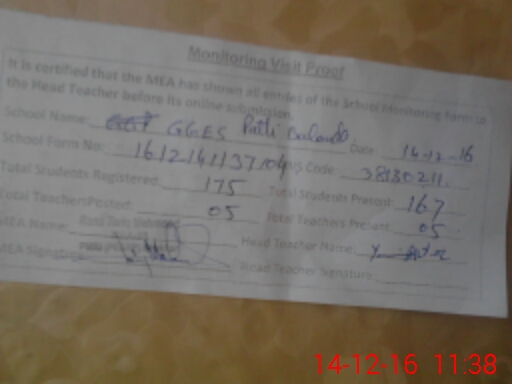 Monitoring Visit Proof
It is certified that the MEA has shown all entries of the School Monitoring Form to
the Head Teacher before its online submission.
School Name: GGES Date: 14-12-16
School Form No: Code: 38130211
Total Students Registered: 175 Total Students Present: 167
Total Teachers Posted: 05 Total Teachers Present: 05
MEA Name: Head Teacher Name:
MEA Signature: Head Teacher Signature:
14-12-16 11:38